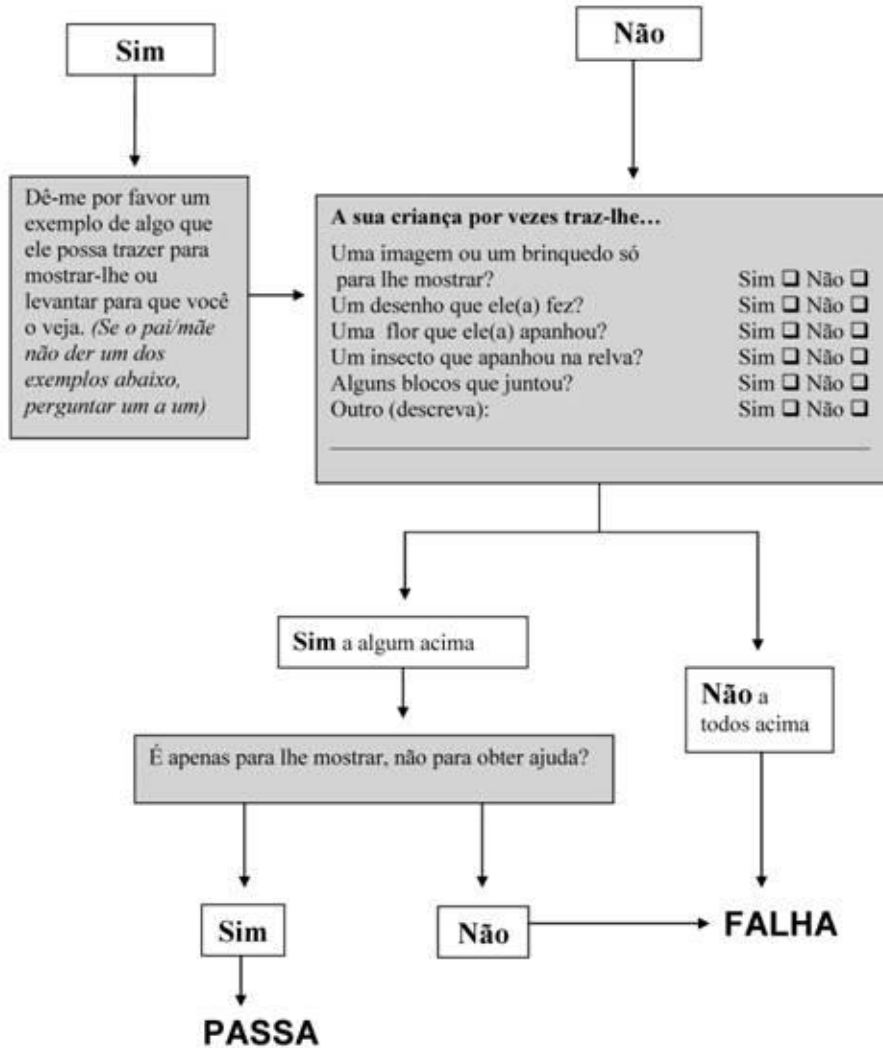 Sim
Não
Dê-me por favor um
exemplo de algo que
ele possa trazer para
mostrar-lhe ou
levantar para que você
o veja. (Se o pai/mãe
não der um dos
exemplos abaixo,
perguntar um a um)
A sua criança por vezes traz-lhe…
Uma imagem ou um brinquedo só
para lhe mostrar? Sim ❑ Não ❑
Um desenho que ele(a) fez? Sim ❑ Não ❑
Uma flor que ele(a) apanhou? Sim ❑ Não ❑
Um insecto que apanhou na relva? Sim ❑ Não ❑
Alguns blocos que juntou? Sim ❑ Não ❑
Outro (descreva): Sim ❑ Não ❑
Sim a algum acima
Não a
todos acima
É apenas para lhe mostrar, não para obter ajuda?
Sim
Não
FALHA
PASSA